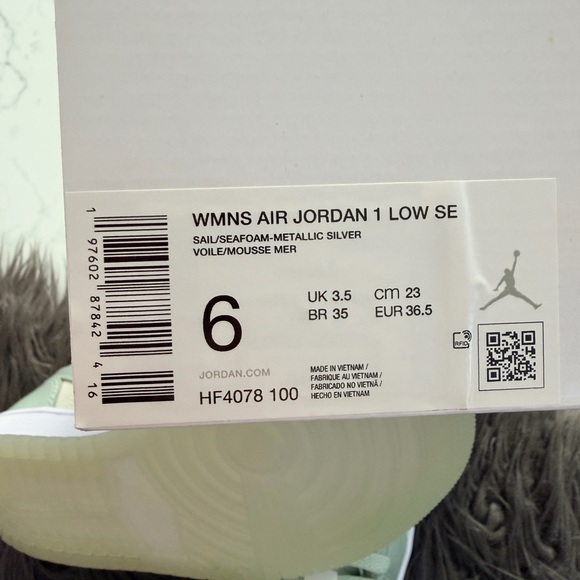 WMNS AIR JORDAN 1 LOW SE
SAIL/SEAFOAM-METALLIC SILVER
VOILE/MOUSSE MER
6
UK 3.5 cm 23
BR 35 EUR 36.5
JORDAN.COM
HF4078 100
MADE IN VIETNAM /
FABRIQUE AU VIETNAM /
FABRICADO NO VIETNÃ /
HECHO EN VIETNAM
RFID
1 97602 87842 4 16